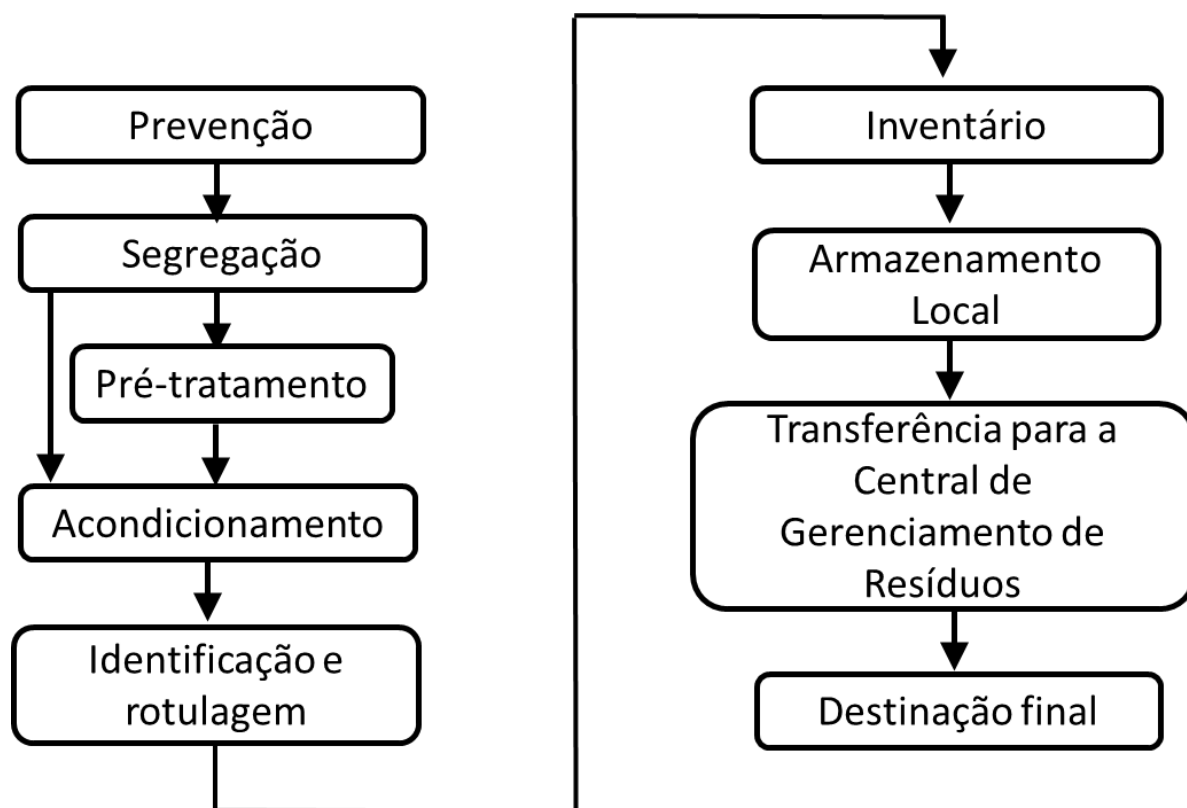 Prevenção
Segregação
Pré-tratamento
Acondicionamento
Identificação e
rotulagem
Inventário
Armazenamento
Local
Transferência para a
Central de
Gerenciamento de
Resíduos
Destinação final